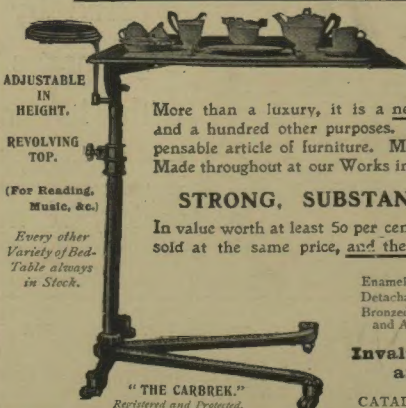 ADJUSTABLE
IN
HEIGHT.
REVOLVING
TOP.
(For Reading,
Music, &c.)
Every other
Variety of Bed-
Table always
in Stock.
More than a luxury, it is a
and a hundred other purposes.
pensable article of furniture.
Made throughout at our Works in
STRONG, SUBSTAN
In value worth at least 50 per cen
sold at the same price, and the
Enamel
Detacha
Bronzed
and A
Inval
a
CATAL
"THE CARBREK."
Registered and Protected.